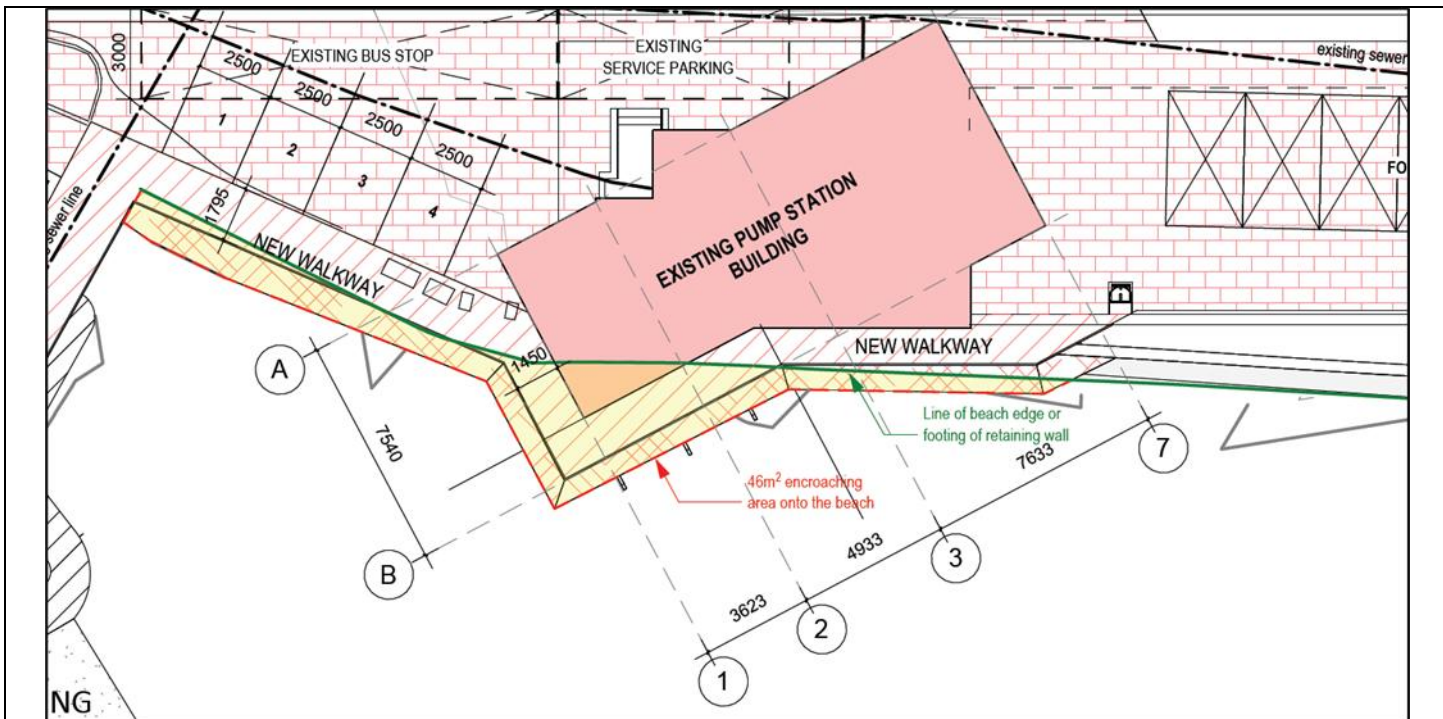 3000
EXISTING BUS STOP
EXISTING
SERVICE PARKING
existing sewer
2500
2500
2500
2500
1
2
3
4
FO
1795
sewer line
NEW WALKWAY
EXISTING PUMP STATION
BUILDING
1450
NEW WALKWAY
A
7540
B
Line of beach edge or
footing of retaining wall
46m² encroaching
area onto the beach
7633
7
4933
3
3623
2
1
NG